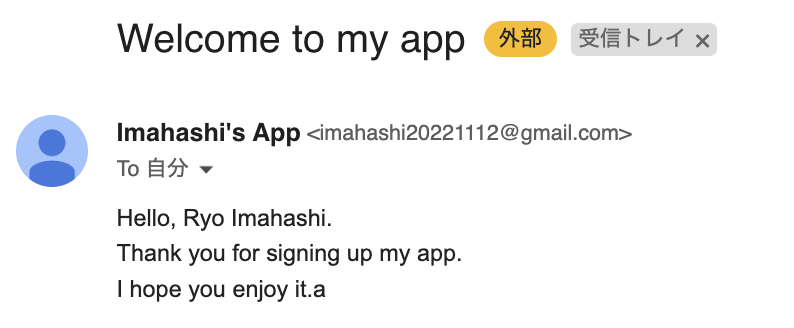 Welcome to my app 外部 受信トレイ ×
Imahashi's App <imahashi20221112@gmail.com>
To 自分
Hello, Ryo Imahashi.
Thank you for signing up my app.
I hope you enjoy it.a